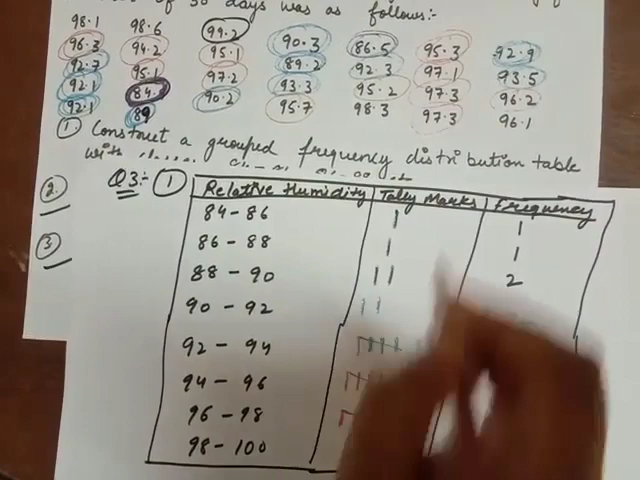 of 30 days was as follows:-
98.1 98.6 99.2 90.3 86.5 95.3 92.9
96.3 94.2 95.1 89.2 92.3 97.1 93.5
92.7 95.1 97.2 93.3 95.2 97.3 96.2
92.1 84. 90.2 95.7 98.3 97.3 96.1
92.1 89
1. Construct a grouped frequency distribution table
with
2.
3
Q3:- 1
Relative Humidity Tally Marks Frequency
84-86 | 1
86-88 | 1
88-90 || 2
90-92 ||
92-94
94-96
96-98
98-100